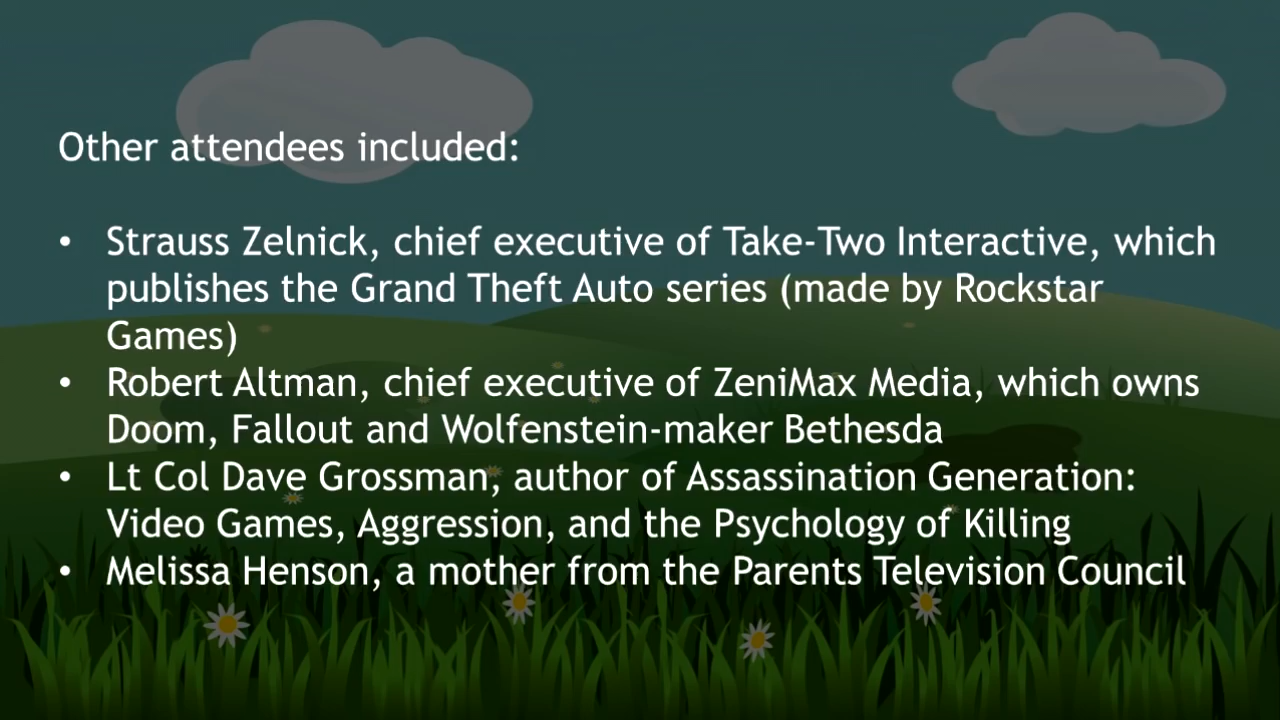 Other attendees included:
• Strauss Zelnick, chief executive of Take-Two Interactive, which
publishes the Grand Theft Auto series (made by Rockstar
Games)
• Robert Altman, chief executive of ZeniMax Media, which owns
Doom, Fallout and Wolfenstein-maker Bethesda
• Lt Col Dave Grossman, author of Assassination Generation:
Video Games, Aggression, and the Psychology of Killing
• Melissa Henson, a mother from the Parents Television Council